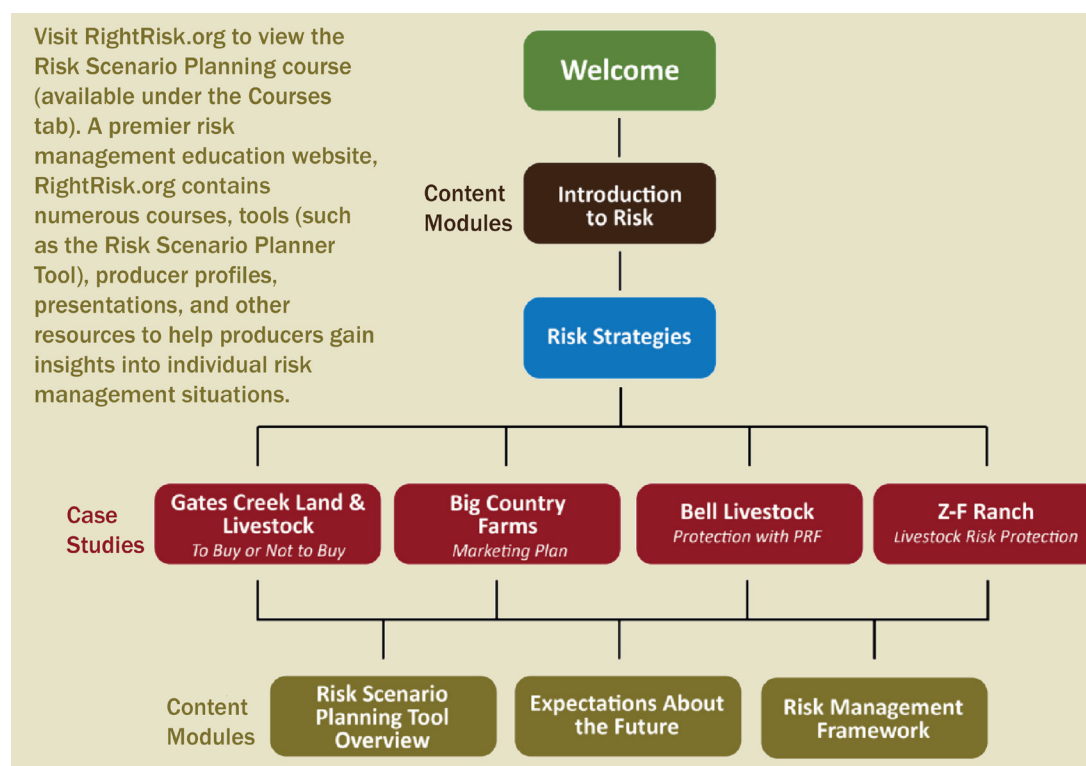 Visit RightRisk.org to view the
Risk Scenario Planning course
(available under the Courses
tab). A premier risk
management education website,
RightRisk.org contains
numerous courses, tools (such
as the Risk Scenario Planner
Tool), producer profiles,
presentations, and other
resources to help producers gain
insights into individual risk
management situations.
Welcome
Content
Modules
Introduction
to Risk
Risk Strategies
Case
Studies
Gates Creek Land &
Livestock
To Buy or Not to Buy
Big Country
Farms
Marketing Plan
Bell Livestock
Protection with PRF
Z-F Ranch
Livestock Risk Protection
Content
Modules
Risk Scenario
Planning Tool
Overview
Expectations About
the Future
Risk Management
Framework